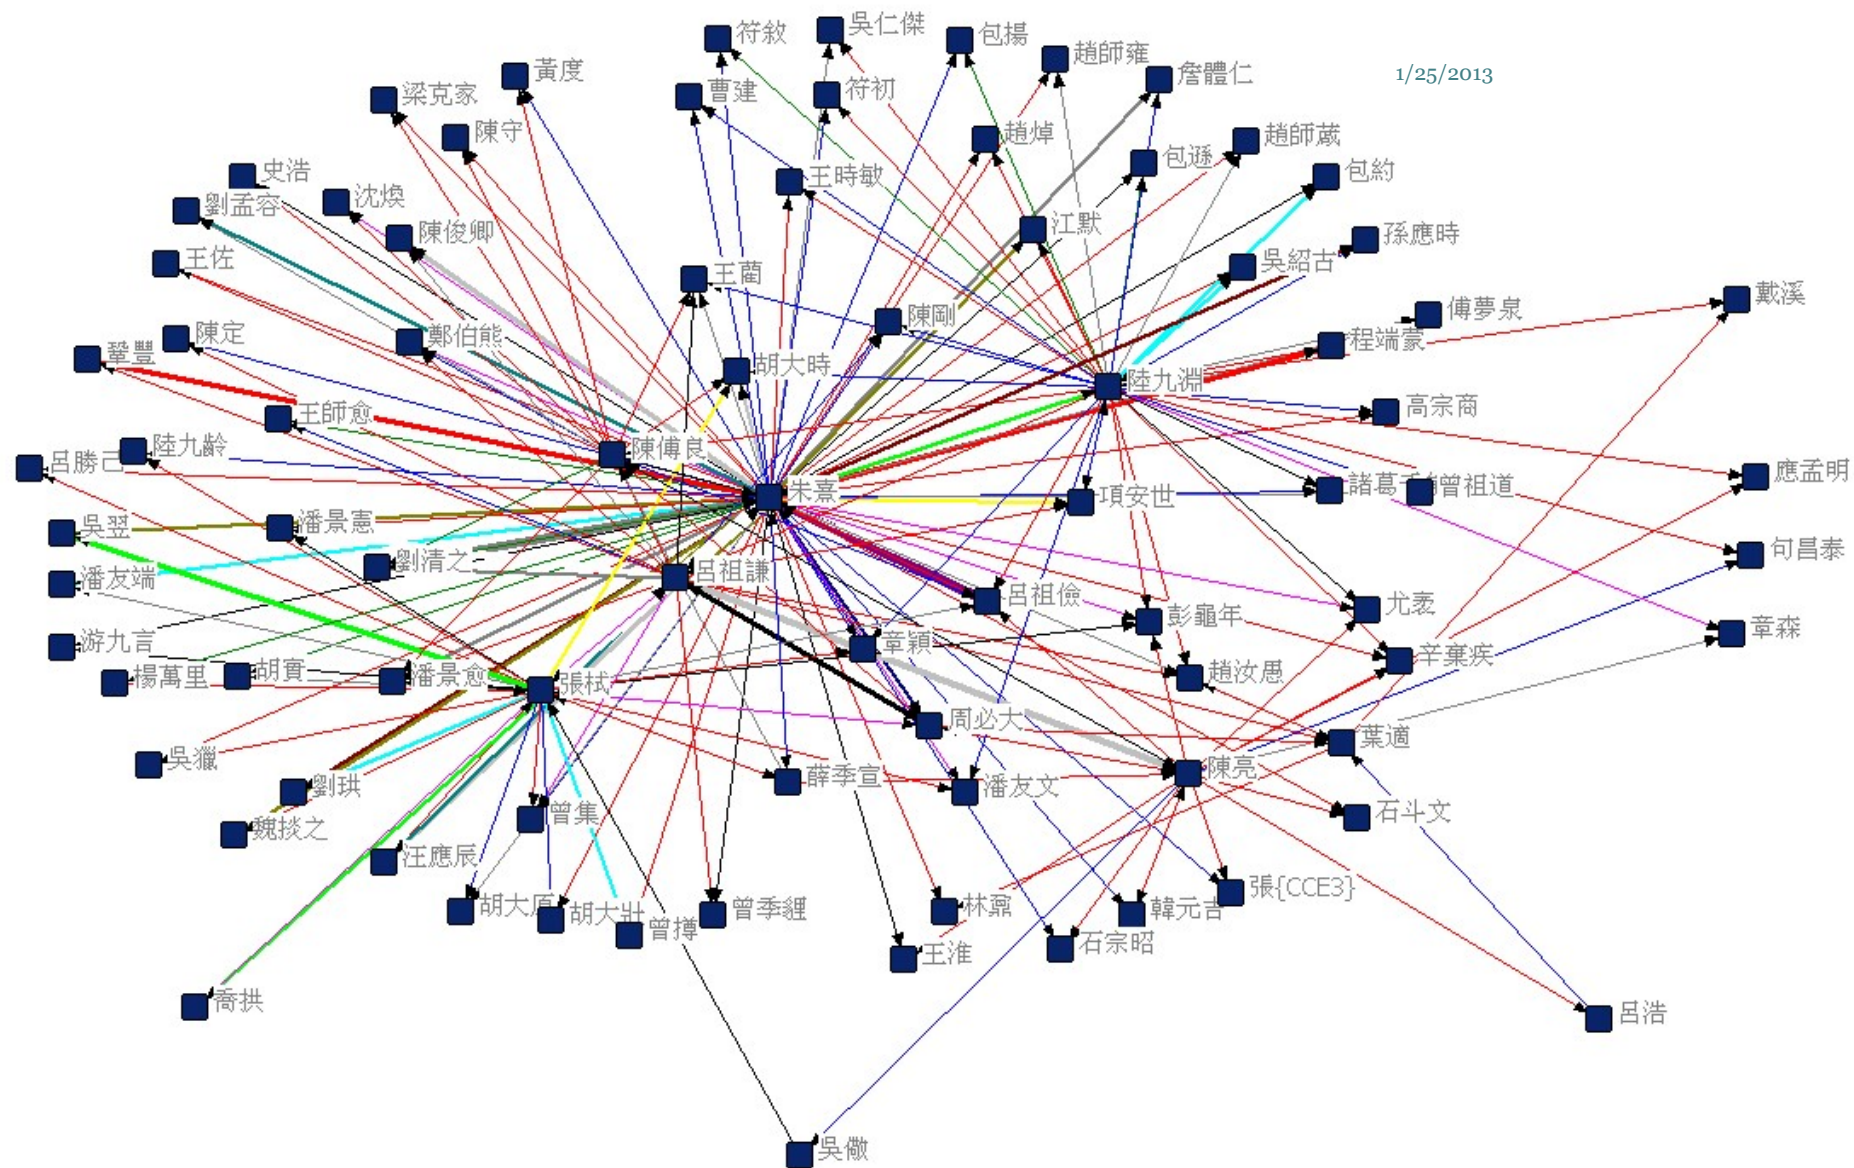 符敘
吳仁傑
包揚
趙師雍
詹體仁
1/25/2013
黃度
梁克家
曹建
符初
陳守
趙焯
包遜
趙師蒧
史浩
沈煥
王時敏
包約
劉孟容
陳俊卿
江默
孫應時
王佐
王藺
吳紹古
戴溪
陳剛
傅夢泉
陳定
鄭伯熊
程端蒙
鞏豐
胡大時
陸九淵
王師愈
高宗商
陸九齡
陳傅良
呂勝己
朱熹
項安世
諸葛千
曾祖道
應孟明
吳翌
潘景憲
句昌泰
潘友端
劉清之
呂祖謙
呂祖儉
尤袤
彭龜年
章森
游九言
章穎
辛棄疾
楊萬里
胡實
潘景愈
張栻
趙汝愚
周必大
葉適
吳獵
劉珙
薛季宣
潘友文
陳亮
魏掞之
曾集
石斗文
汪應辰
胡大原
胡大壯
曾撙
曾季貍
林鼐
韓元吉
張{CCE3}
王淮
石宗昭
喬拱
呂浩
吳儆